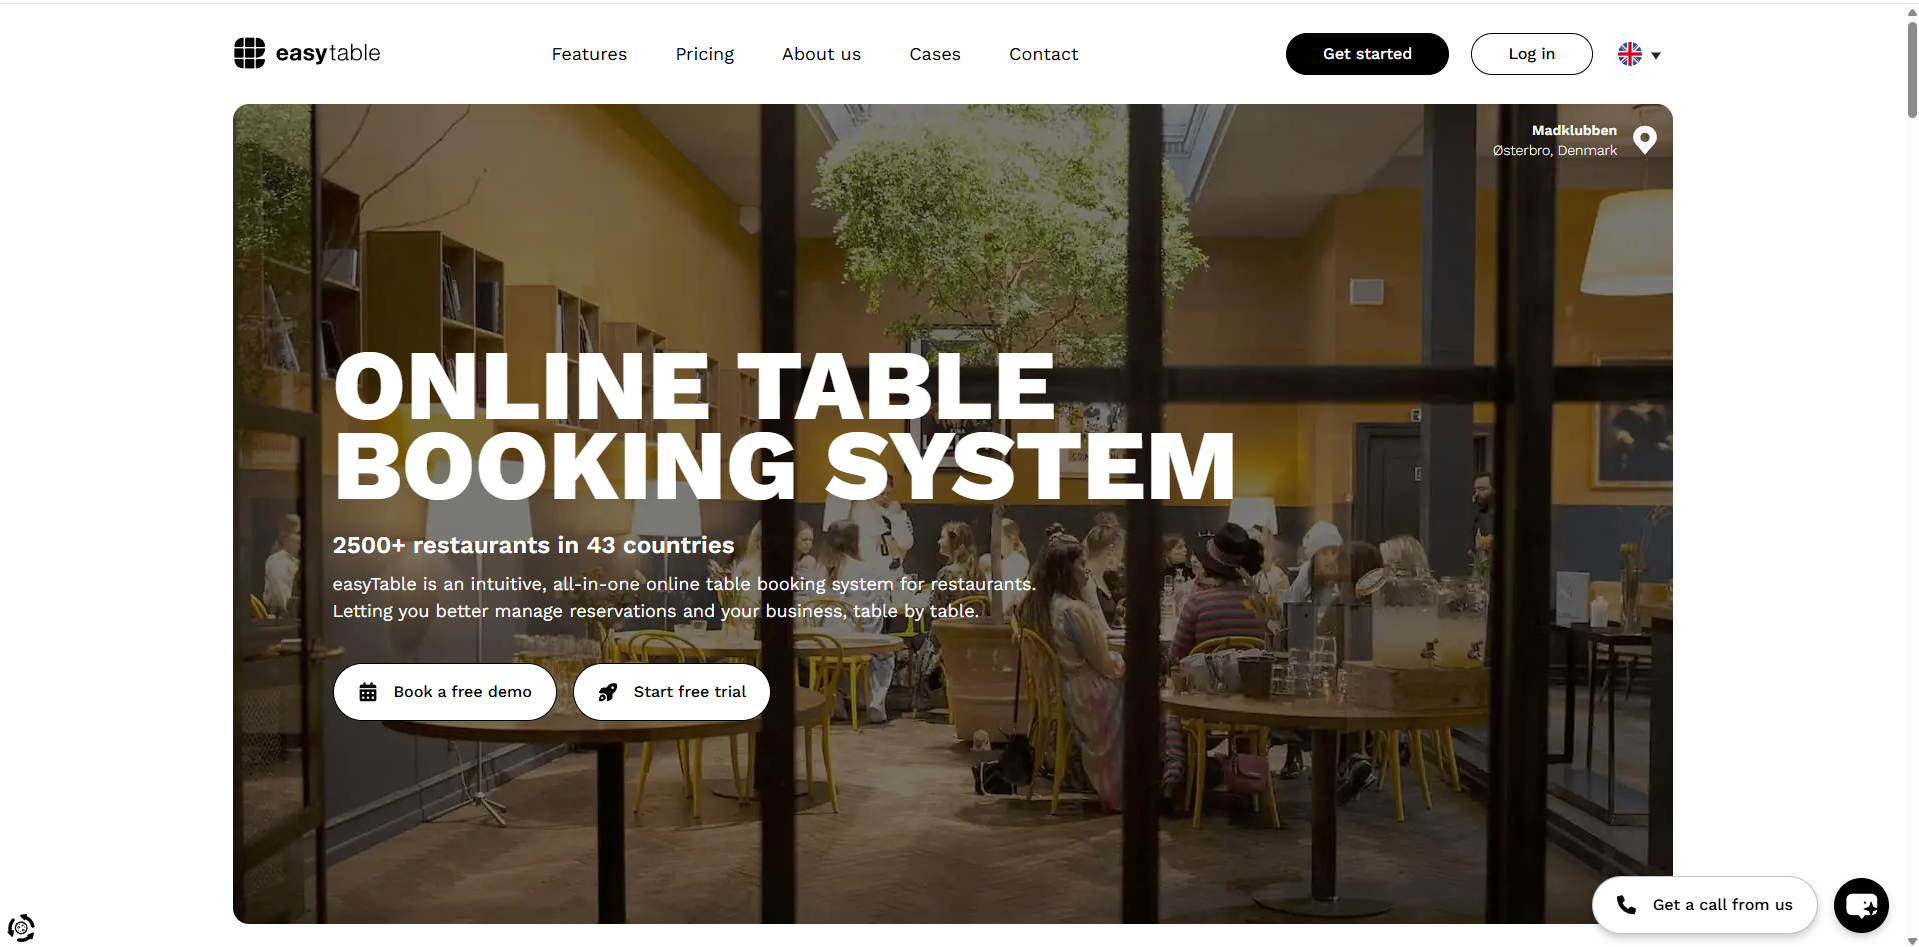 easytable
Features
Pricing
About us
Cases
Contact
Get started
Log in
Madklubben
Østerbro, Denmark
ONLINE TABLE
BOOKING SYSTEM
2500+ restaurants in 43 countries
easyTable is an intuitive, all-in-one online table booking system for restaurants.
Letting you better manage reservations and your business, table by table.
Book a free demo
Start free trial
Get a call from us